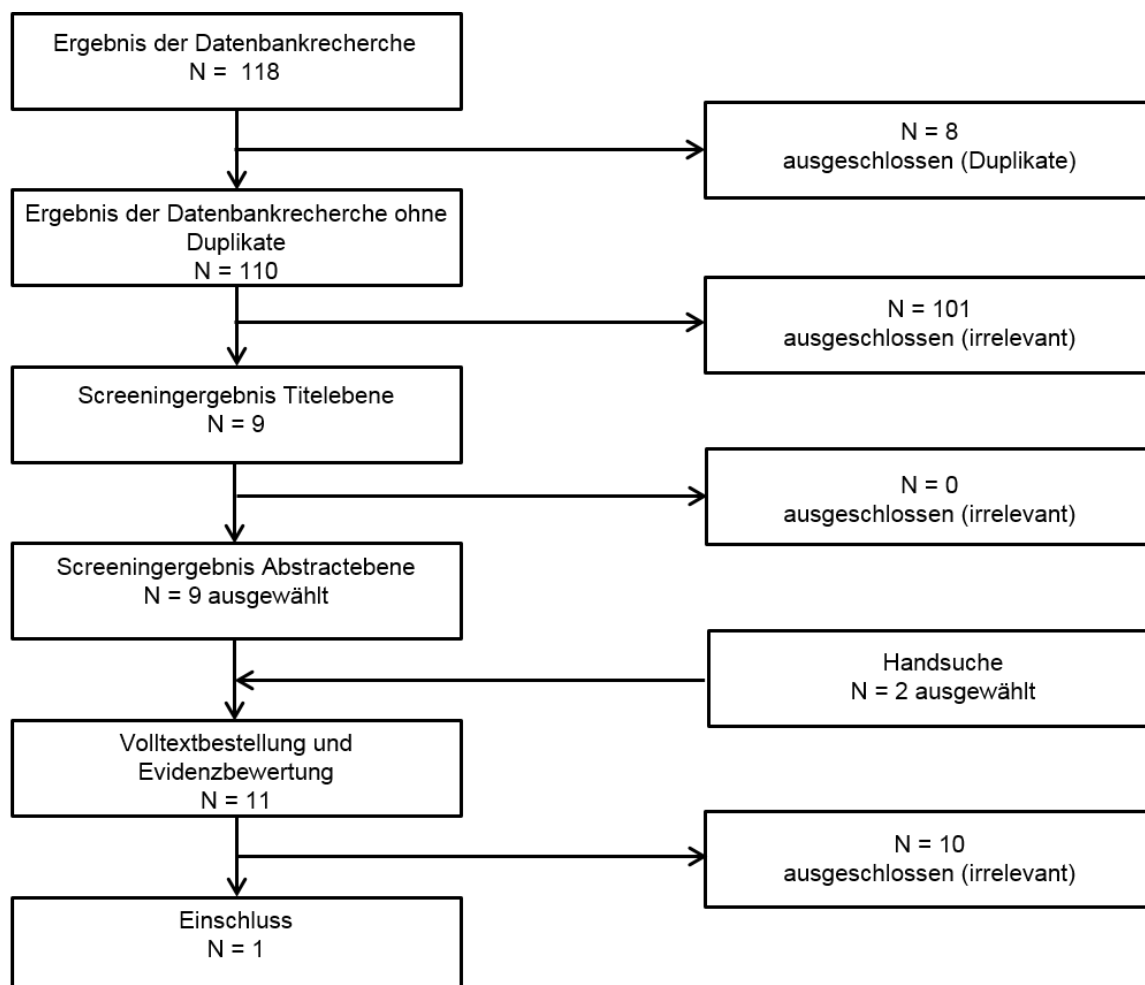 Ergebnis der Datenbankrecherche
N = 118
N = 8
ausgeschlossen (Duplikate)
Ergebnis der Datenbankrecherche ohne
Duplikate
N = 110
N = 101
ausgeschlossen (irrelevant)
Screeningergebnis Titelebene
N = 9
N = 0
ausgeschlossen (irrelevant)
Screeningergebnis Abstractebene
N = 9 ausgewählt
Handsuche
N = 2 ausgewählt
Volltextbestellung und
Evidenzbewertung
N = 11
N = 10
ausgeschlossen (irrelevant)
Einschluss
N = 1